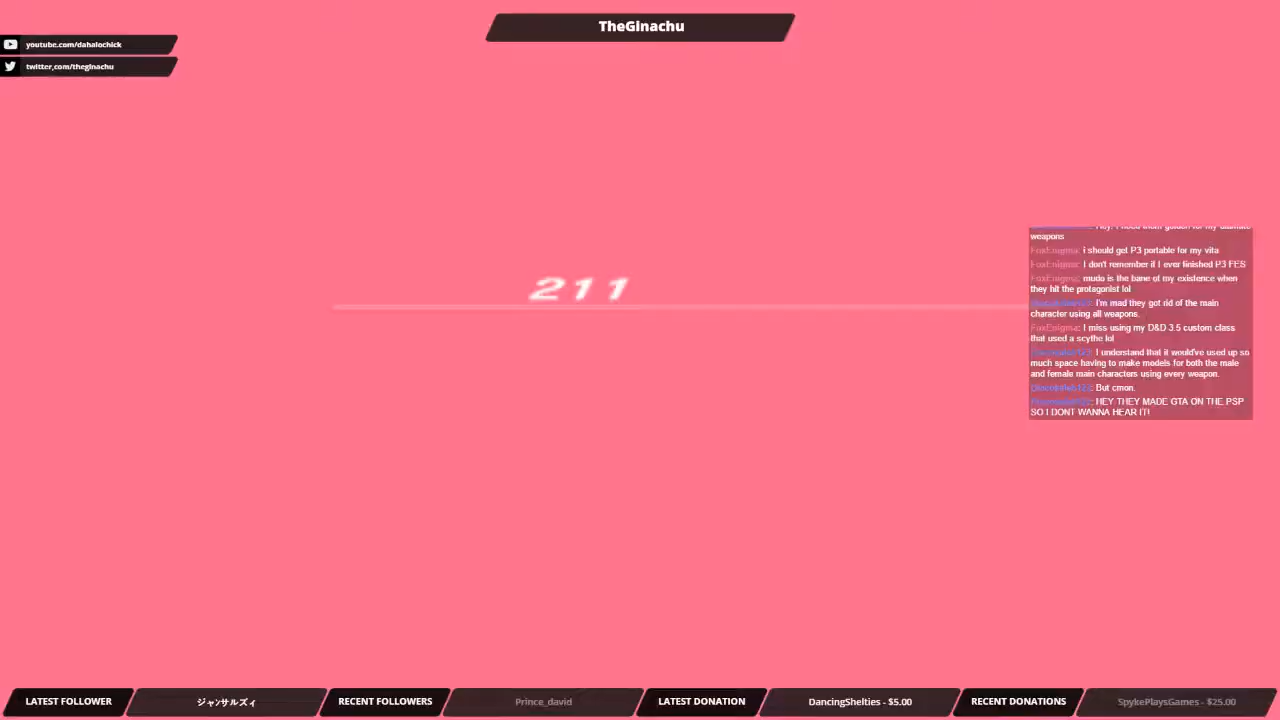 TheGinachu
youtube.com/dahalochick
twitter.com/theginachu
211
weapons
FoxEnigma: i should get P3 portable for my vita
FoxEnigma: I don't remember if I ever finished P3 FES
FoxEnigma: mudo is the bane of my existence when
they hit the protagonist lol
I'm mad they got rid of the main
character using all weapons.
FoxEnigma: I miss using my D&D 3.5 custom class
that used a scythe lol
I understand that it would've used up so
much space having to make models for both the male
and female main characters using every weapon.
But cmon.
HEY THEY MADE GTA ON THE PSP
SO I DONT WANNA HEAR IT!
LATEST FOLLOWER
ジャンサルズィ
RECENT FOLLOWERS
Prince_david
LATEST DONATION
DancingShelties - $5.00
RECENT DONATIONS
SpykePlaysGames - $25.00